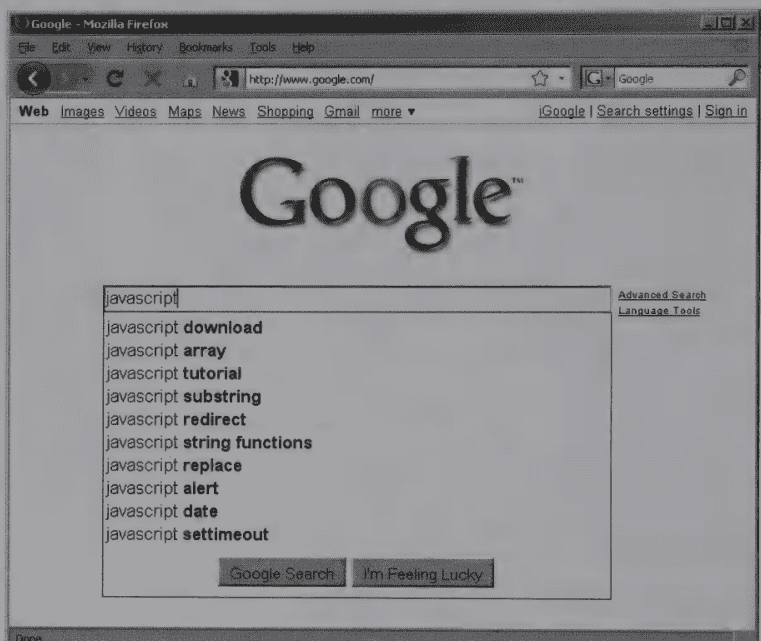 Google - Mozilla Firefox
File Edit View History Bookmarks Tools Help
http://www.google.com/ G Google
Web Images Videos Maps News Shopping Gmail more ▼ iGoogle | Search settings | Sign in
Google™
javascript
Advanced Search
Language Tools
javascript download
javascript array
javascript tutorial
javascript substring
javascript redirect
javascript string functions
javascript replace
javascript alert
javascript date
javascript settimeout
Google Search I'm Feeling Lucky
Done